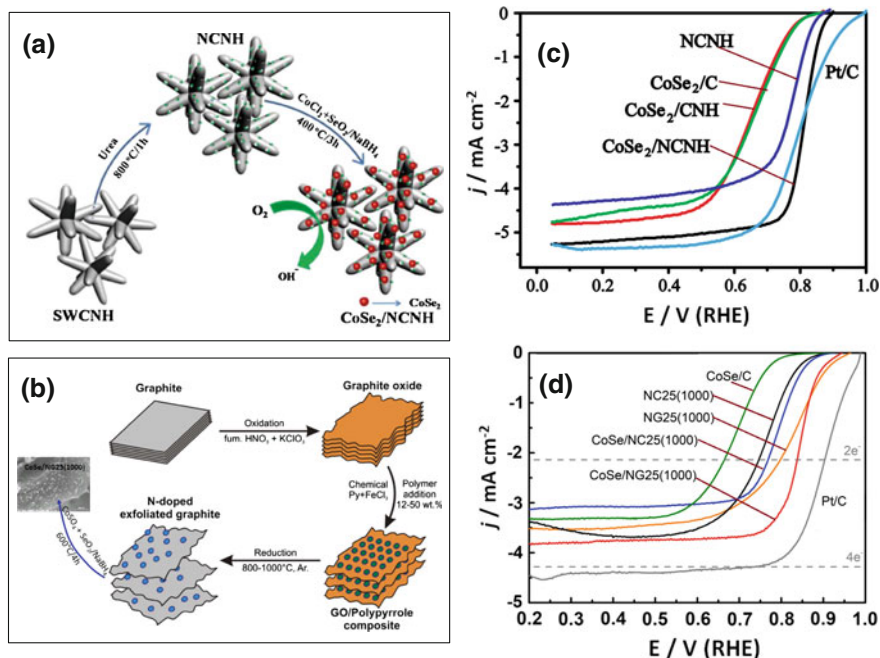 (a)
NCNH
CoCl₂+SeO₂/NaBH₄
400°C/3h
Urea
800°C/1h
O₂
OH⁻
SWCNH
CoSe₂
CoSe₂/NCNH
(b)
Graphite
Graphite oxide
Oxidation
fum. HNO₃ + KClO₃
CoSe/NG25(1000)
N-doped
exfoliated graphite
Chemical
Py+FeCl₃
Polymer
addition
12-50 wt.%
CoSO₄ + SeO₂/NaBH₄
600°C/4h
Reduction
800-1000°C, Ar.
GO/Polypyrrole
composite
(c)
NCNH
Pt/C
CoSe₂/C
CoSe₂/CNH
CoSe₂/NCNH
0
-1
-2
-3
-4
-5
j / mA cm⁻²
0.0 0.2 0.4 0.6 0.8 1.0
E / V (RHE)
(d)
CoSe/C
NC25(1000)
NG25(1000)
CoSe/NC25(1000)
CoSe/NG25(1000)
2e⁻
Pt/C
4e⁻
0
-1
-2
-3
-4
-5
j / mA cm⁻²
0.2 0.3 0.4 0.5 0.6 0.7 0.8 0.9 1.0
E / V (RHE)